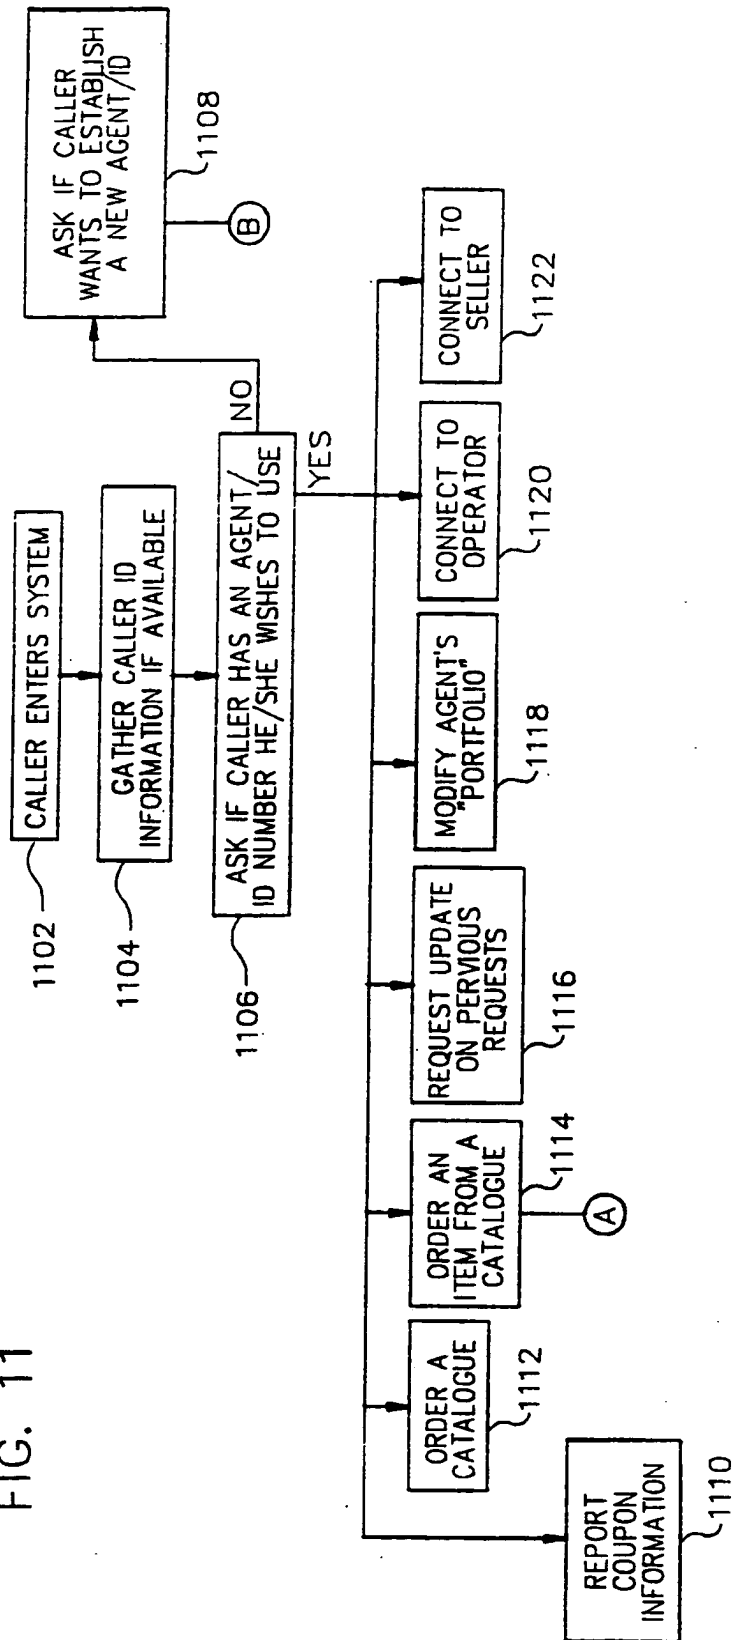 FIG. 11
CALLER ENTERS SYSTEM
1102
GATHER CALLER ID
INFORMATION IF AVAILABLE
1104
ASK IF CALLER HAS AN AGENT/
ID NUMBER HE/SHE WISHES TO USE
1106
NO
YES
ASK IF CALLER
WANTS TO ESTABLISH
A NEW AGENT/ID
1108
B
REPORT
COUPON
INFORMATION
1110
ORDER A
CATALOGUE
1112
ORDER AN
ITEM FROM A
CATALOGUE
1114
A
REQUEST UPDATE
ON PERVIOUS
REQUESTS
1116
MODIFY AGENT'S
"PORTFOLIO"
1118
CONNECT TO
OPERATOR
1120
CONNECT TO
SELLER
1122